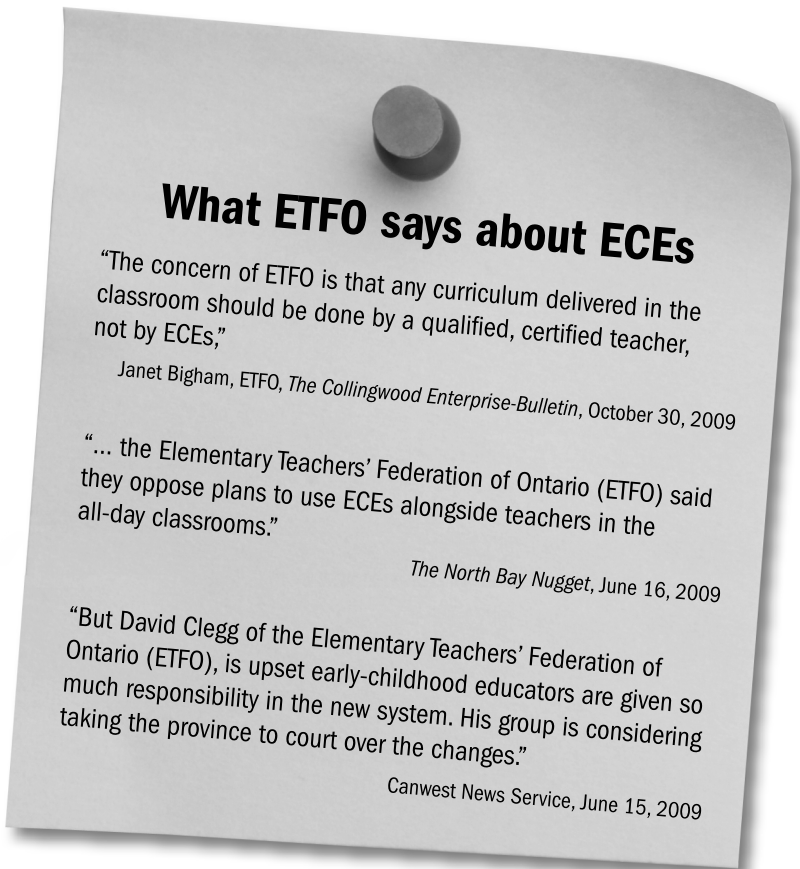 What ETFO says about ECEs
“The concern of ETFO is that any curriculum delivered in the
classroom should be done by a qualified, certified teacher,
not by ECEs,”
Janet Bigham, ETFO, The Collingwood Enterprise-Bulletin, October 30, 2009
“... the Elementary Teachers’ Federation of Ontario (ETFO) said
they oppose plans to use ECEs alongside teachers in the
all-day classrooms.”
The North Bay Nugget, June 16, 2009
“But David Clegg of the Elementary Teachers’ Federation of
Ontario (ETFO), is upset early-childhood educators are given so
much responsibility in the new system. His group is considering
taking the province to court over the changes.”
Canwest News Service, June 15, 2009